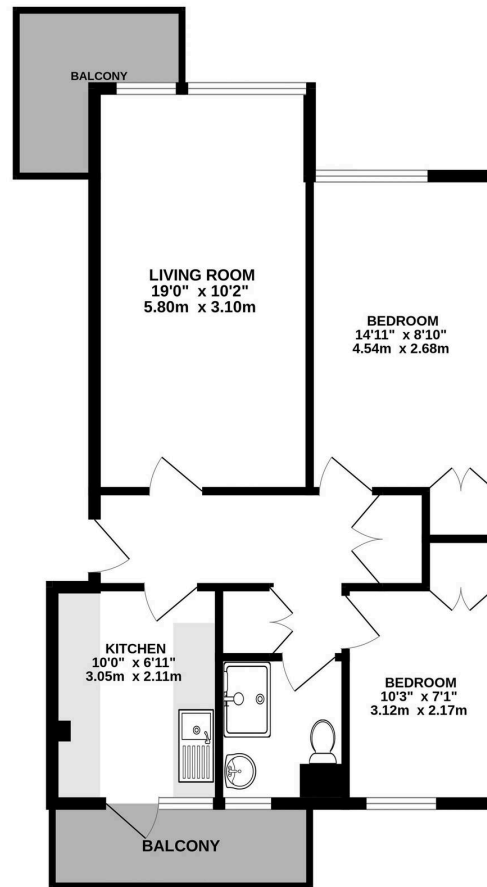 BALCONY
LIVING ROOM
19'0" x 10'2"
5.80m x 3.10m
BEDROOM
14'11" x 8'10"
4.54m x 2.68m
KITCHEN
10'0" x 6'11"
3.05m x 2.11m
BEDROOM
10'3" x 7'1"
3.12m x 2.17m
BALCONY